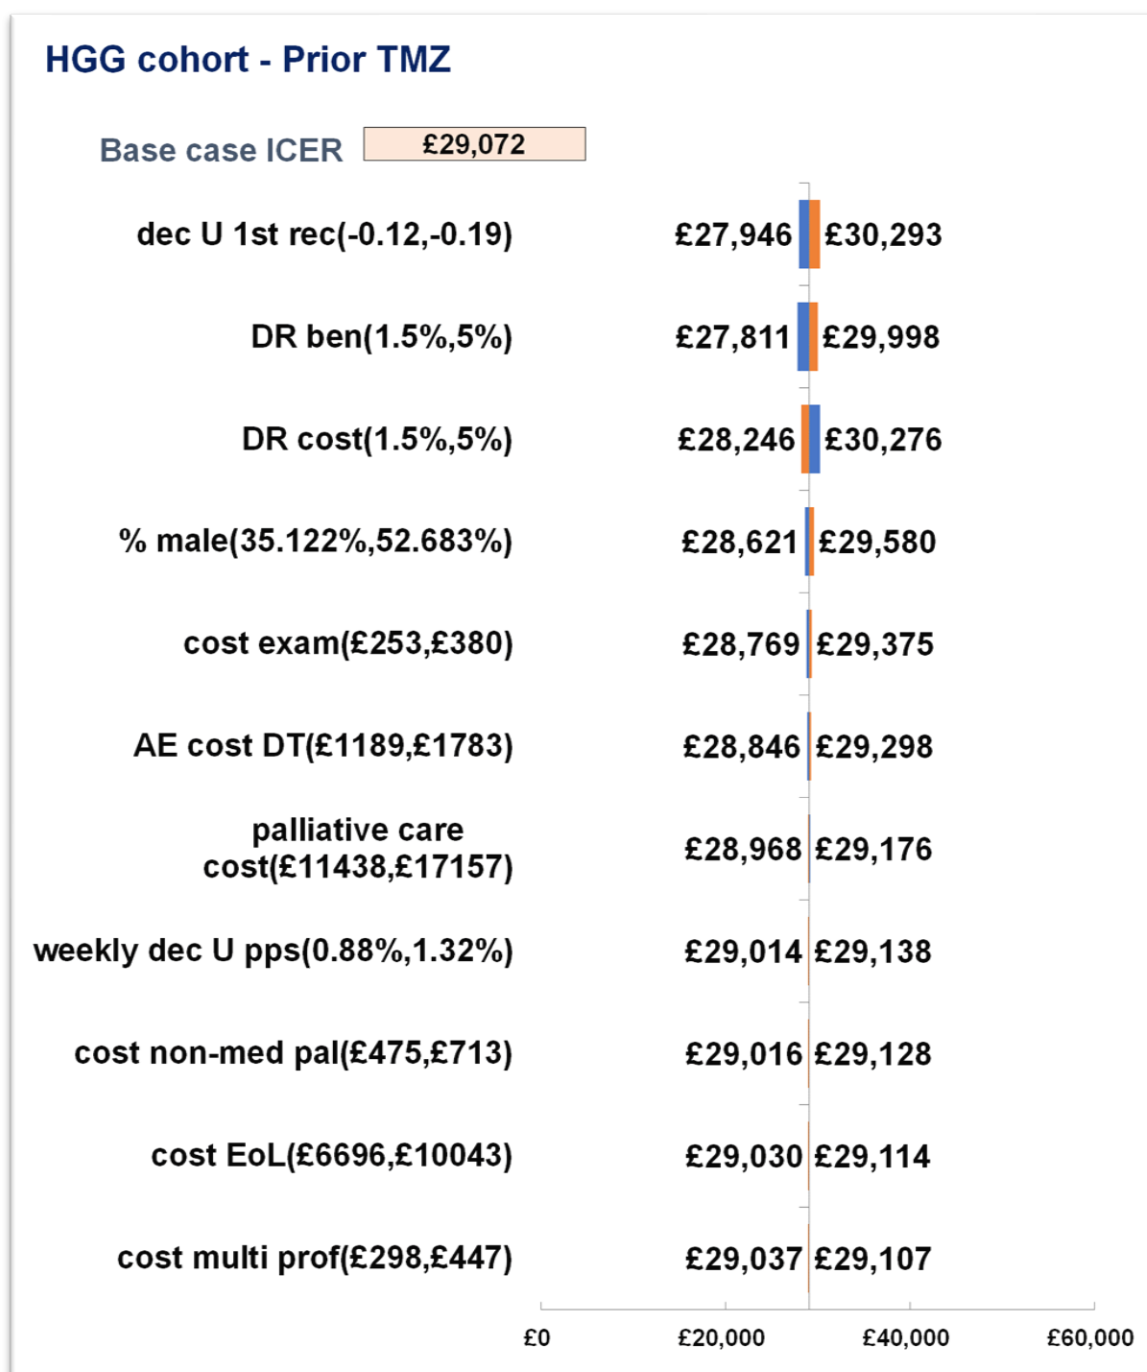 HGG cohort - Prior TMZ
Base case ICER £29,072
dec U 1st rec(-0.12,-0.19) £27,946 £30,293
DR ben(1.5%,5%) £27,811 £29,998
DR cost(1.5%,5%) £28,246 £30,276
% male(35.122%,52.683%) £28,621 £29,580
cost exam(£253,£380) £28,769 £29,375
AE cost DT(£1189,£1783) £28,846 £29,298
palliative care
cost(£11438,£17157) £28,968 £29,176
weekly dec U pps(0.88%,1.32%) £29,014 £29,138
cost non-med pal(£475,£713) £29,016 £29,128
cost EoL(£6696,£10043) £29,030 £29,114
cost multi prof(£298,£447) £29,037 £29,107
£0 £20,000 £40,000 £60,000